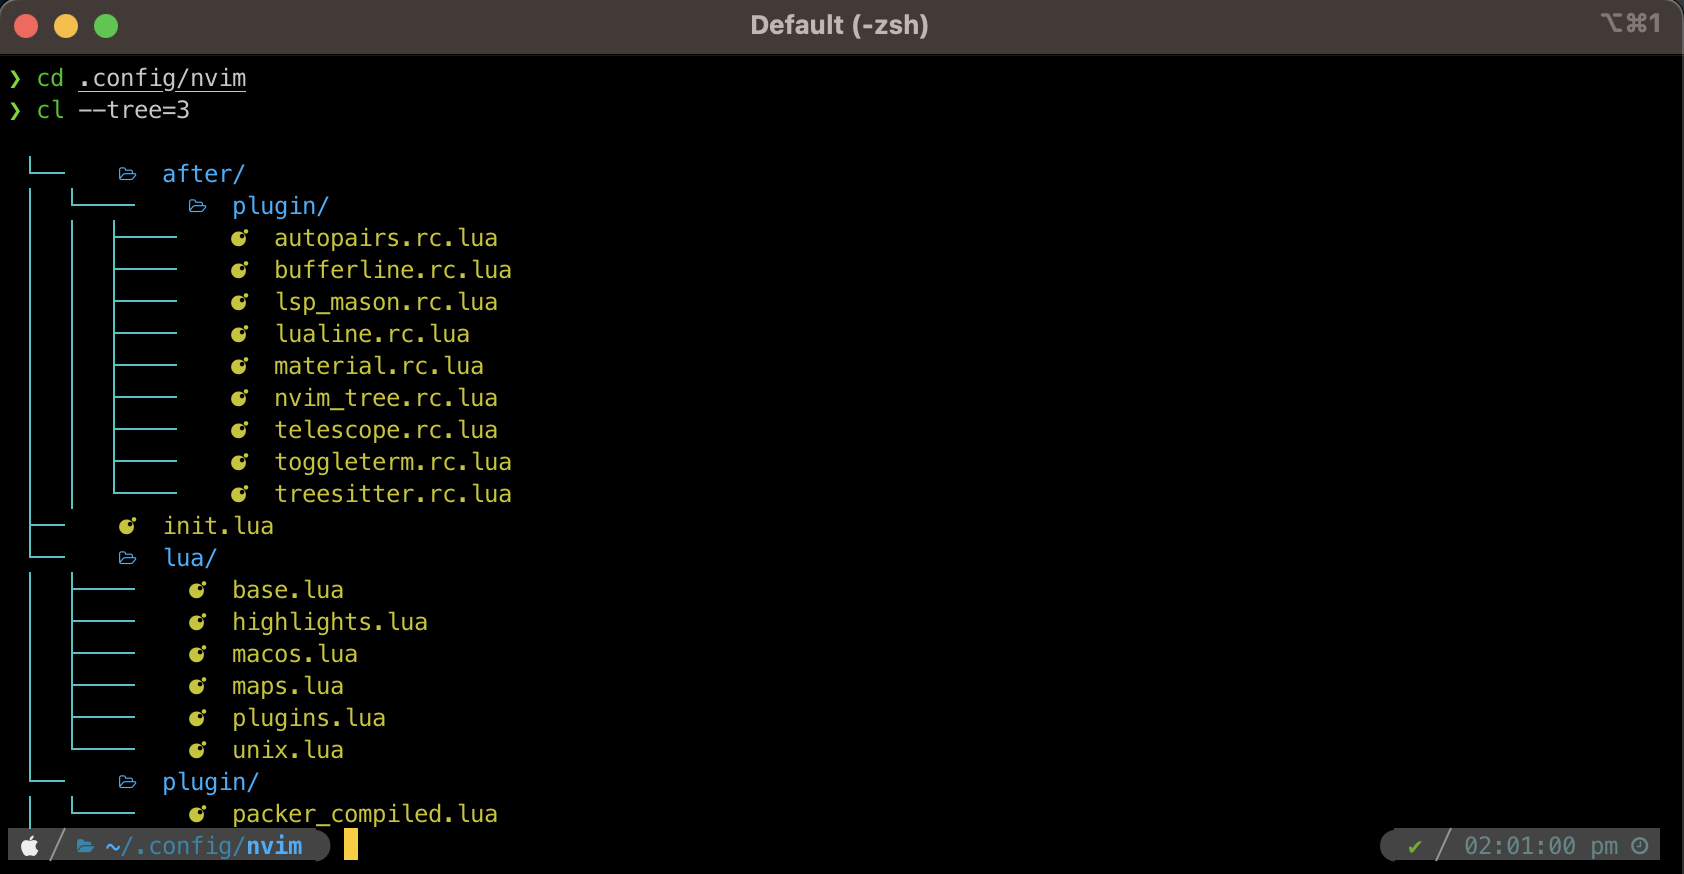 Default (-zsh)
⌥⌘1
❯ cd .config/nvim
❯ cl --tree=3
after/
plugin/
autopairs.rc.lua
bufferline.rc.lua
lsp_mason.rc.lua
lualine.rc.lua
material.rc.lua
nvim_tree.rc.lua
telescope.rc.lua
toggleterm.rc.lua
treesitter.rc.lua
init.lua
lua/
base.lua
highlights.lua
macos.lua
maps.lua
plugins.lua
unix.lua
plugin/
packer_compiled.lua
~/.config/nvim
✔ 02:01:00 pm